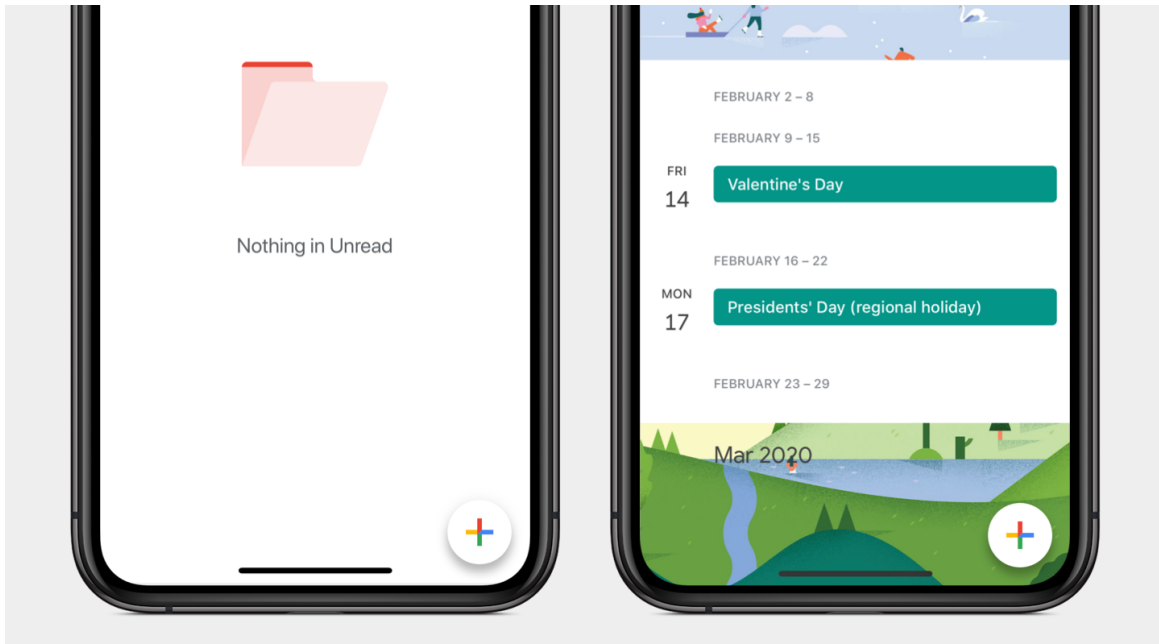 Nothing in Unread
FEBRUARY 2 – 8
FEBRUARY 9 – 15
FRI
14
Valentine's Day
FEBRUARY 16 – 22
MON
17
Presidents' Day (regional holiday)
FEBRUARY 23 – 29
Mar 2020